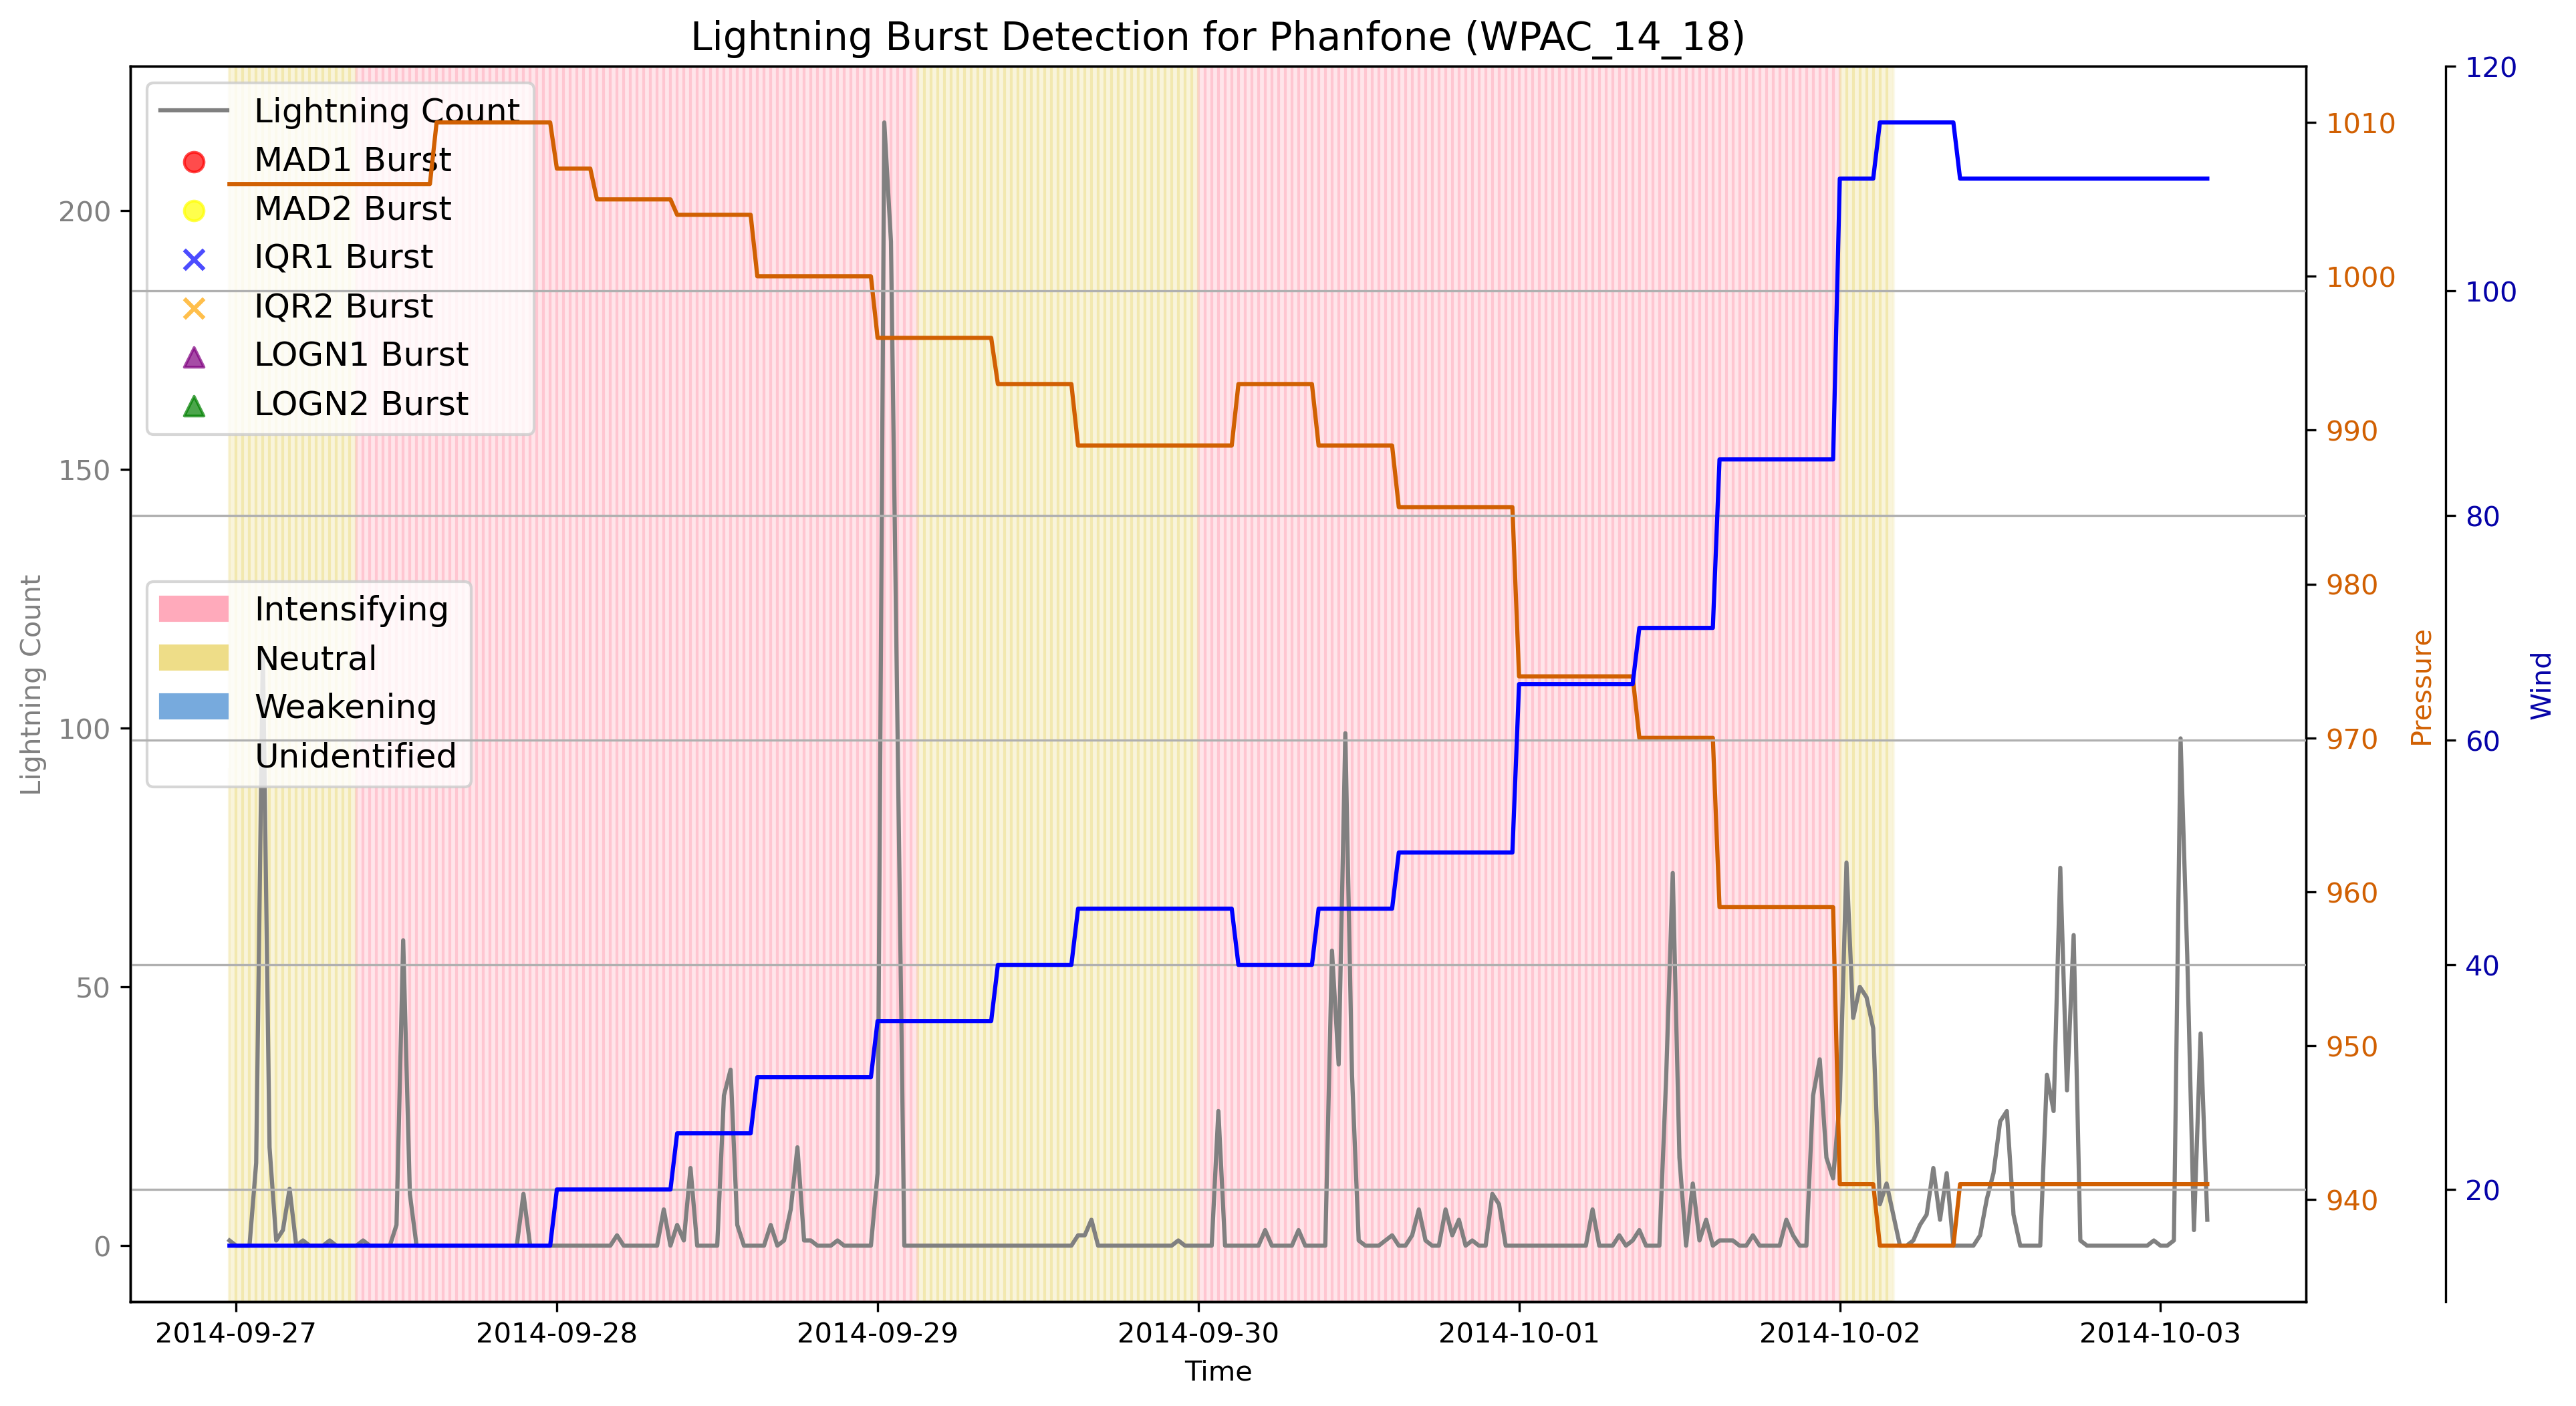 Lightning Burst Detection for Phanfone (WPAC_14_18)
Lightning Count
MAD1 Burst
MAD2 Burst
IQR1 Burst
IQR2 Burst
LOGN1 Burst
LOGN2 Burst
Intensifying
Neutral
Weakening
Unidentified
Lightning Count
200
150
100
50
0
1010
1000
990
980
970
960
950
940
Pressure
120
100
80
60
40
20
Wind
2014-09-27 2014-09-28 2014-09-29 2014-09-30 2014-10-01 2014-10-02 2014-10-03
Time